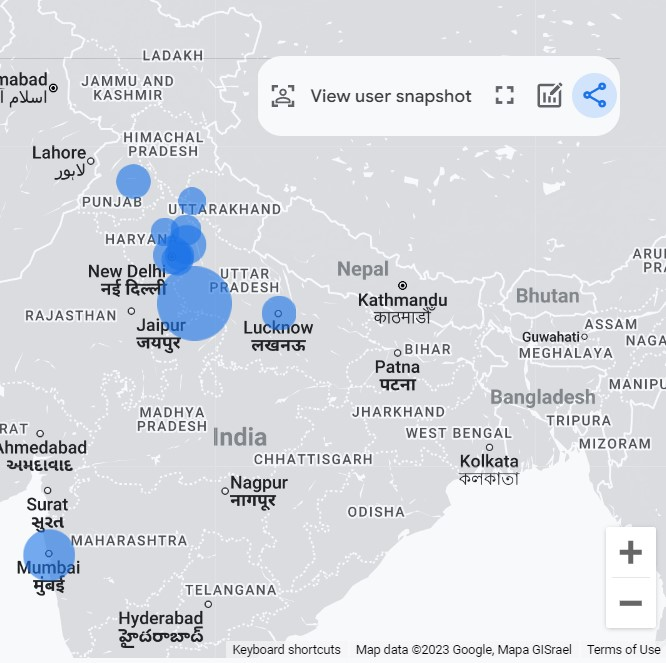 LADAKH
mabad
JAMMU AND
KASHMIR
View user snapshot
HIMACHAL
PRADESH
Lahore
لاہور
PUNJAB
UTTARAKHAND
HARYAN
New Delhi
नई दिल्ली
UTTAR
PRADESH
Nepal
Kathmandu
काठमाडौँ
Bhutan
ARU
PRA
RAJASTHAN
Jaipur
जयपुर
Lucknow
लखनऊ
Guwahati
ASSAM
NAGA
MEGHALAYA
BIHAR
Patna
पटना
MANIPU
Bangladesh
TRIPURA
MIZORAM
JHARKHAND
WEST BENGAL
Kolkata
কলকাতা
MADHYA
PRADESH
India
CHHATTISGARH
RAT
Ahmedabad
અમદાવાદ
Surat
સુરત
Nagpur
नागपूर
ODISHA
MAHARASHTRA
Mumbai
मुंबई
TELANGANA
Hyderabad
హైదరాబాద్
Keyboard shortcuts Map data ©2023 Google, Mapa GISrael Terms of Use